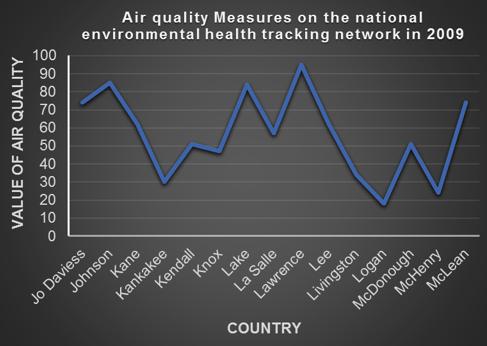 Air quality Measures on the national
environmental health tracking network in 2009
VALUE OF AIR QUALITY
100
90
80
70
60
50
40
30
20
10
0
Jo Daviess
Johnson
Kane
Kankakee
Kendall
Knox
Lake
La Salle
Lawrence
Lee
Livingston
Logan
McDonough
McHenry
McLean
COUNTRY